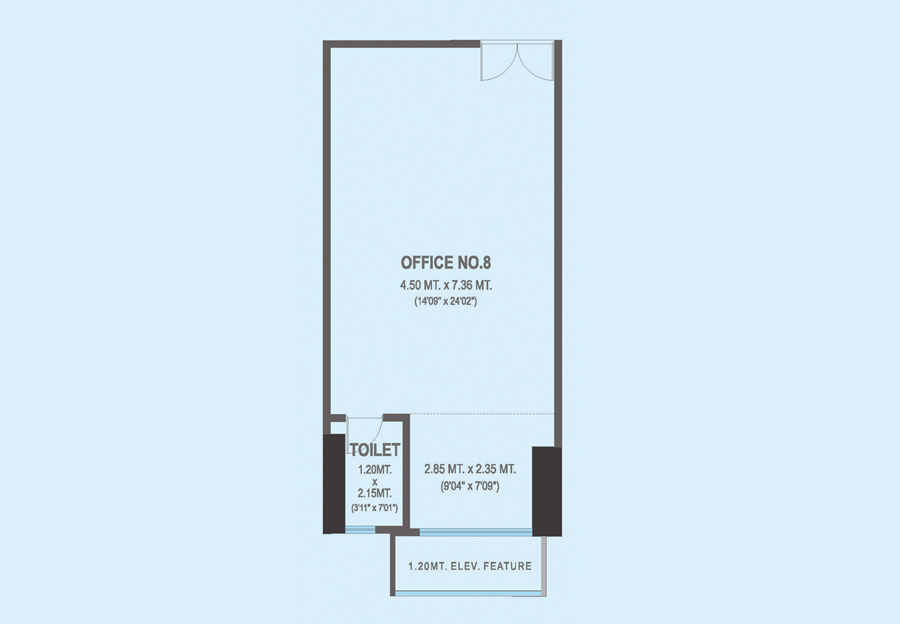 OFFICE NO.8
4.50 MT. x 7.36 MT.
(14'09" x 24'02")
TOILET
1.20MT.
x
2.15MT.
(3'11" x 7'01")
2.85 MT. x 2.35 MT.
(9'04" x 7'09")
1.20MT. ELEV. FEATURE